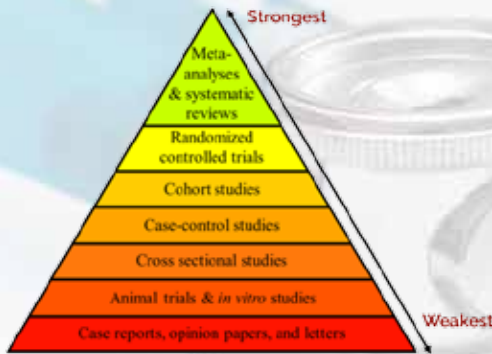 Strongest
Meta-
analyses
& systematic
reviews
Randomized
controlled trials
Cohort studies
Case-control studies
Cross sectional studies
Animal trials & in vitro studies
Weakest
Case reports, opinion papers, and letters